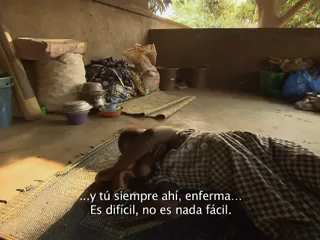 ...y tú siempre ahí, enferma…
Es difícil, no es nada fácil.